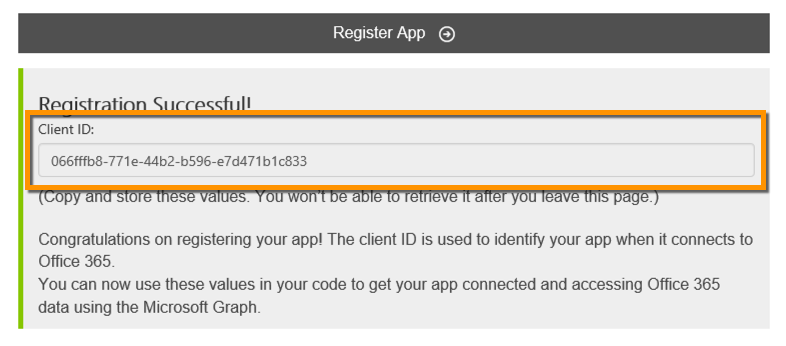 Register App
Registration Successful!
Client ID:
066fffb8-771e-44b2-b596-e7d471b1c833
(Copy and store these values. You won't be able to retrieve it after you leave this page.)
Congratulations on registering your app! The client ID is used to identify your app when it connects to
Office 365.
You can now use these values in your code to get your app connected and accessing Office 365
data using the Microsoft Graph.